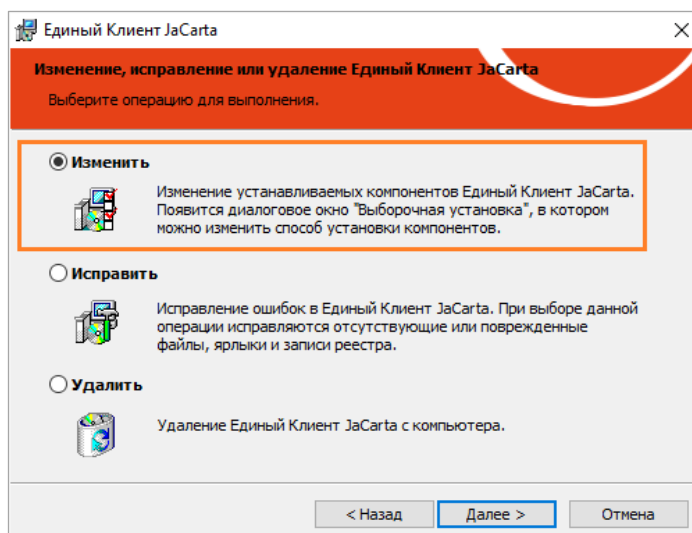 Единый Клиент JaCarta
Изменение, исправление или удаление Единый Клиент JaCarta
Выберите операцию для выполнения.
Изменить
Изменение устанавливаемых компонентов Единый Клиент JaCarta.
Появится диалоговое окно "Выборочная установка", в котором
можно изменить способ установки компонентов.
Исправить
Исправление ошибок в Единый Клиент JaCarta. При выборе данной
операции исправляются отсутствующие или поврежденные
файлы, ярлыки и записи реестра.
Удалить
Удаление Единый Клиент JaCarta с компьютера.
< Назад
Далее >
Отмена